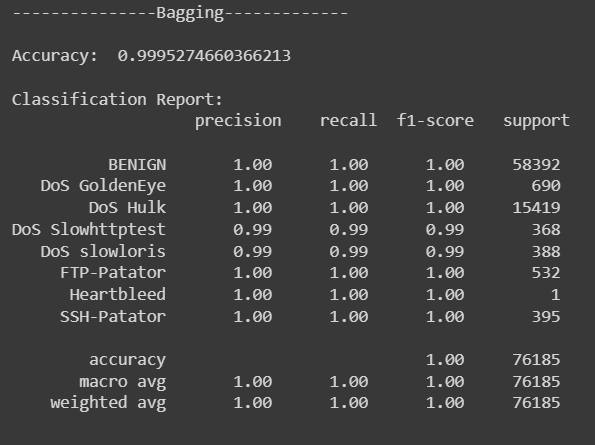 ---------------Bagging-------------
Accuracy:  0.9995274660366213
Classification Report:
precision    recall  f1-score   support
BENIGN       1.00      1.00      1.00     58392
DoS GoldenEye       1.00      1.00      1.00       690
DoS Hulk       1.00      1.00      1.00     15419
DoS Slowhttptest       0.99      0.99      0.99       368
DoS slowloris       0.99      0.99      0.99       388
FTP-Patator       1.00      1.00      1.00       532
Heartbleed       1.00      1.00      1.00         1
SSH-Patator       1.00      1.00      1.00       395
accuracy                           1.00     76185
macro avg       1.00      1.00      1.00     76185
weighted avg       1.00      1.00      1.00     76185